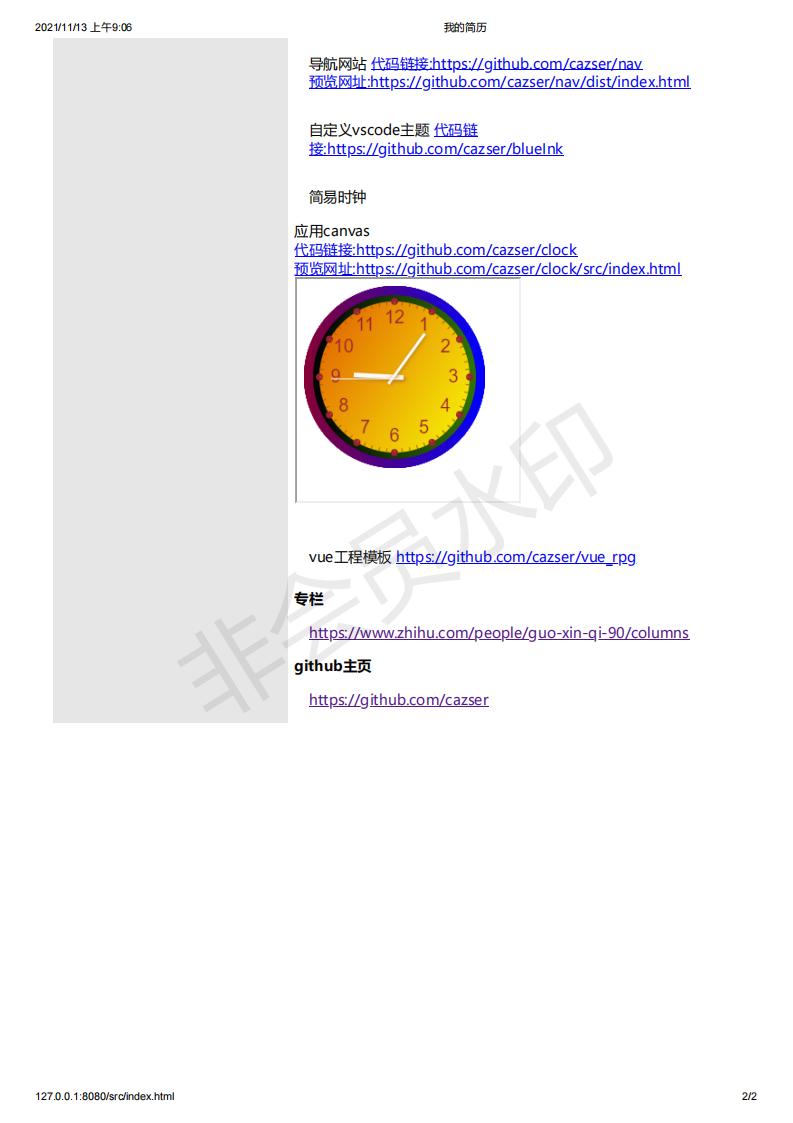 2021/11/13 上午9:06 我的简历
导航网站 代码链接:https://github.com/cazser/nav
预览网址:https://github.com/cazser/nav/dist/index.html
自定义vscode主题 代码链
接:https://github.com/cazser/blueInk
简易时钟
应用canvas
代码链接:https://github.com/cazser/clock
预览网址:https://github.com/cazser/clock/src/index.html
12
11 1
10 2
9 3
8 4
7 5
6
vue工程模板 https://github.com/cazser/vue_rpg
专栏
https://www.zhihu.com/people/guo-xin-qi-90/columns
github主页
https://github.com/cazser
非会员水印
127.0.0.1:8080/src/index.html 2/2